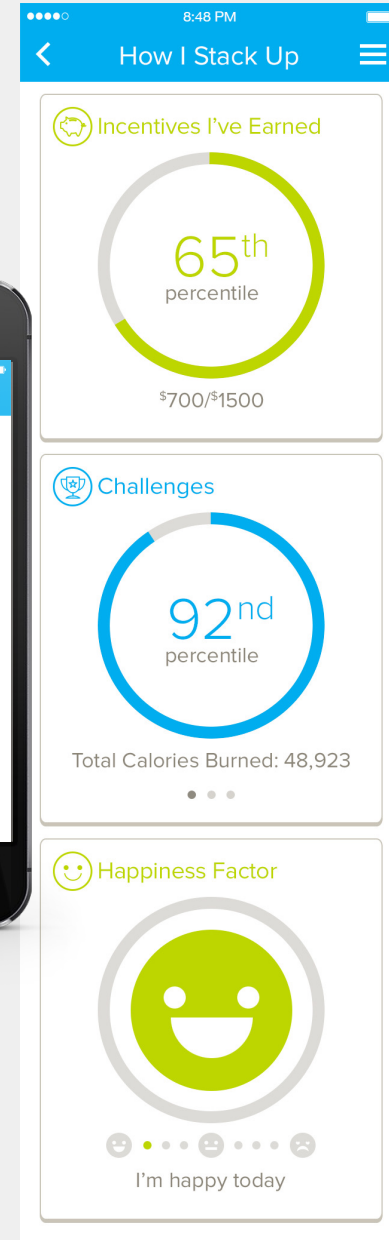 8:48 PM
How I Stack Up
Incentives I've Earned
65th
percentile
$700/$1500
Challenges
92nd
percentile
Total Calories Burned: 48,923
Happiness Factor
I'm happy today